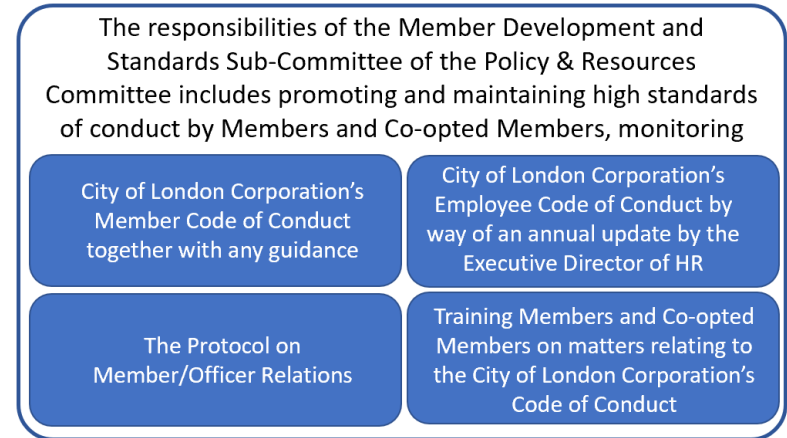 The responsibilities of the Member Development and
Standards Sub-Committee of the Policy & Resources
Committee includes promoting and maintaining high standards
of conduct by Members and Co-opted Members, monitoring
City of London Corporation's
Member Code of Conduct
together with any guidance
City of London Corporation's
Employee Code of Conduct by
way of an annual update by the
Executive Director of HR
The Protocol on
Member/Officer Relations
Training Members and Co-opted
Members on matters relating to
the City of London Corporation's
Code of Conduct